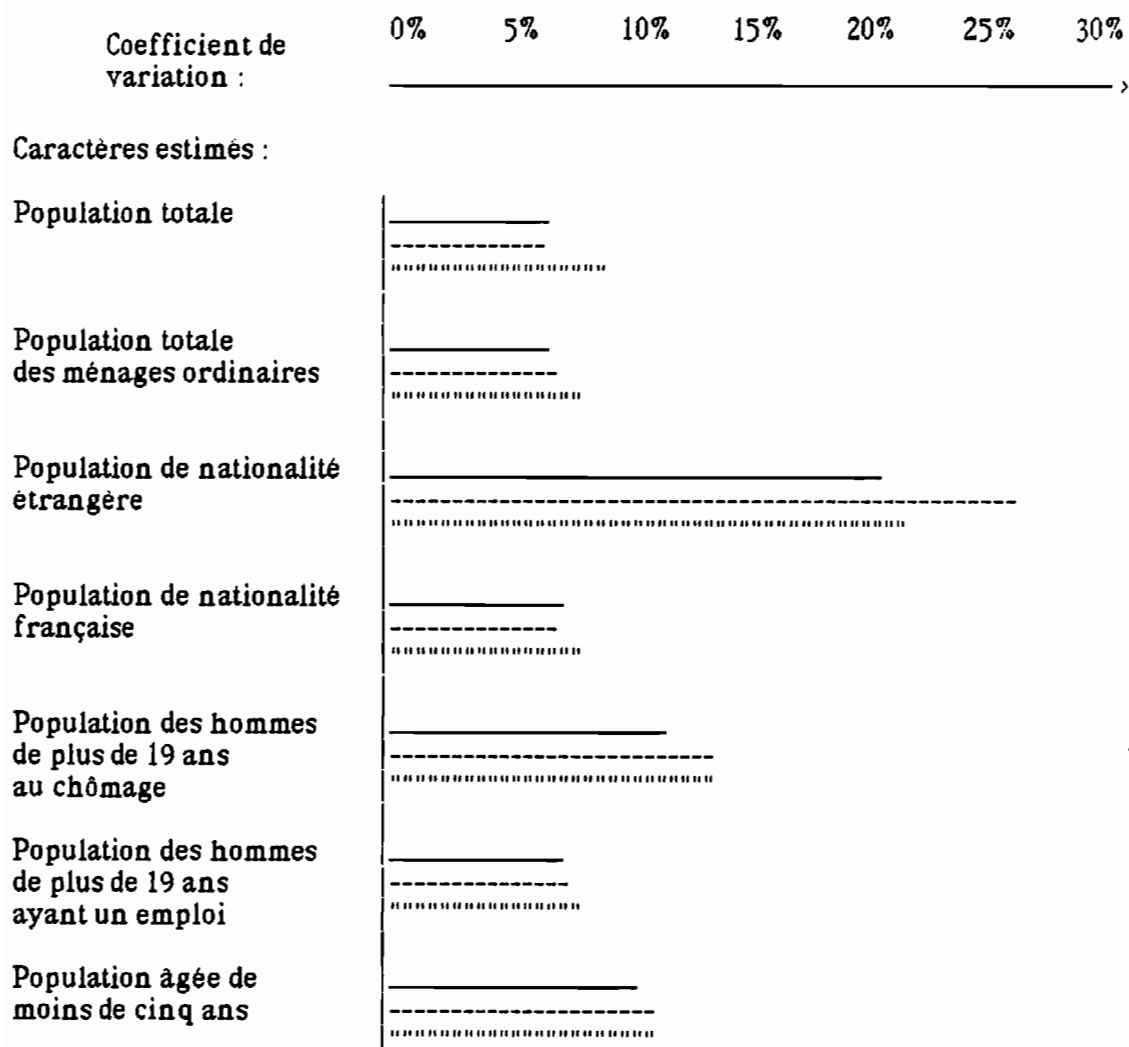 Coefficient de variation :
0% 5% 10% 15% 20% 25% 30%
Caractères estimés :
Population totale
Population totale
des ménages ordinaires
Population de nationalité
étrangère
Population de nationalité
française
Population des hommes
de plus de 19 ans
au chômage
Population des hommes
de plus de 19 ans
ayant un emploi
Population âgée de
moins de cinq ans